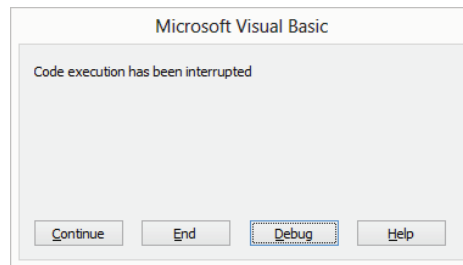 Microsoft Visual Basic
Code execution has been interrupted
Continue End Debug Help